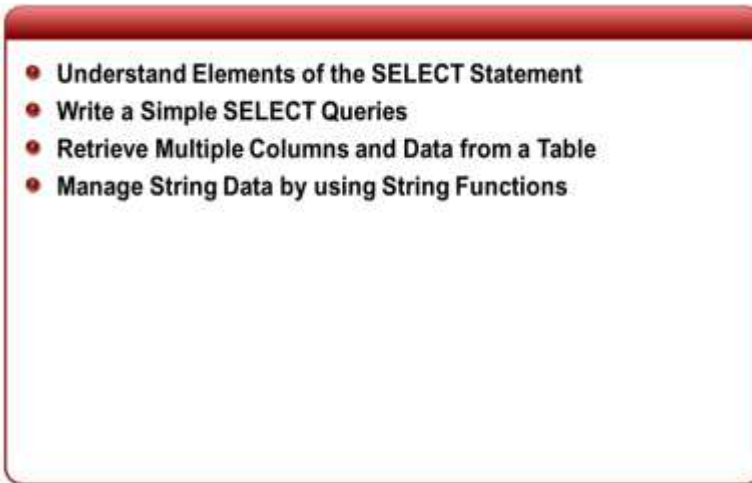 Understand Elements of the SELECT Statement
Write a Simple SELECT Queries
Retrieve Multiple Columns and Data from a Table
Manage String Data by using String Functions